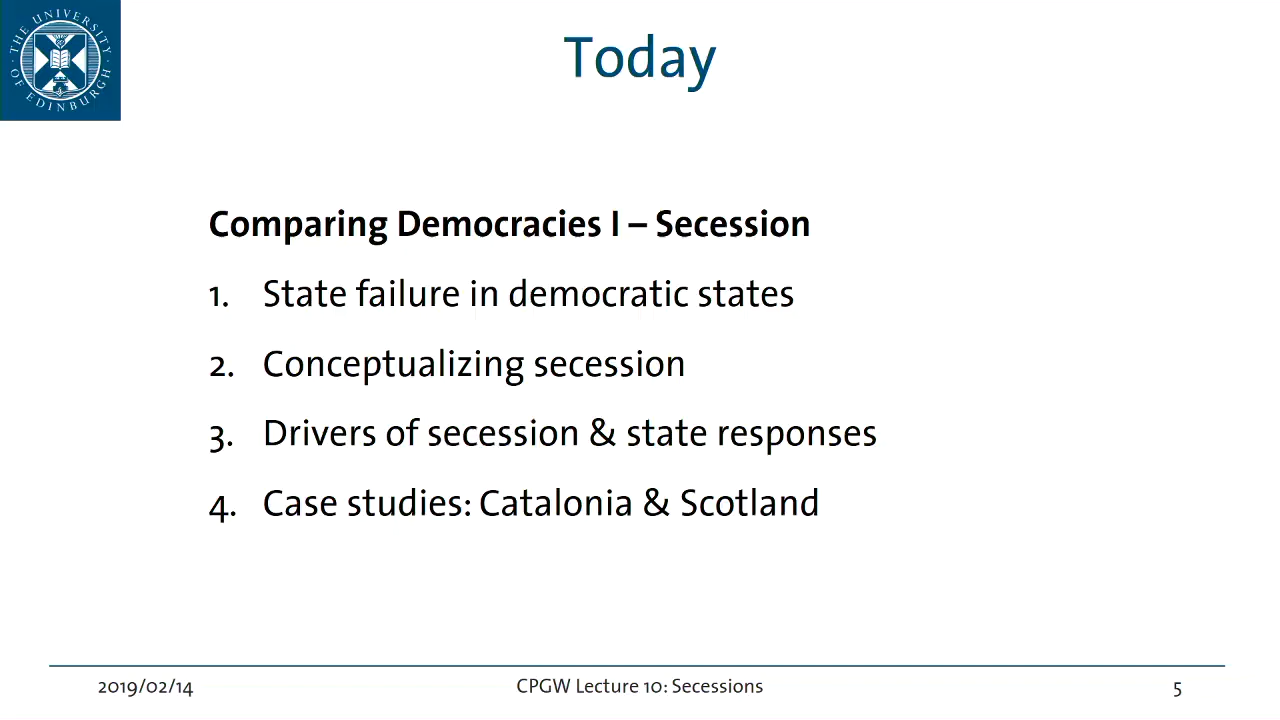 THE UNIVERSITY OF EDINBURGH
Today
Comparing Democracies I – Secession
1. State failure in democratic states
2. Conceptualizing secession
3. Drivers of secession & state responses
4. Case studies: Catalonia & Scotland
2019/02/14
CPGW Lecture 10: Secessions
5